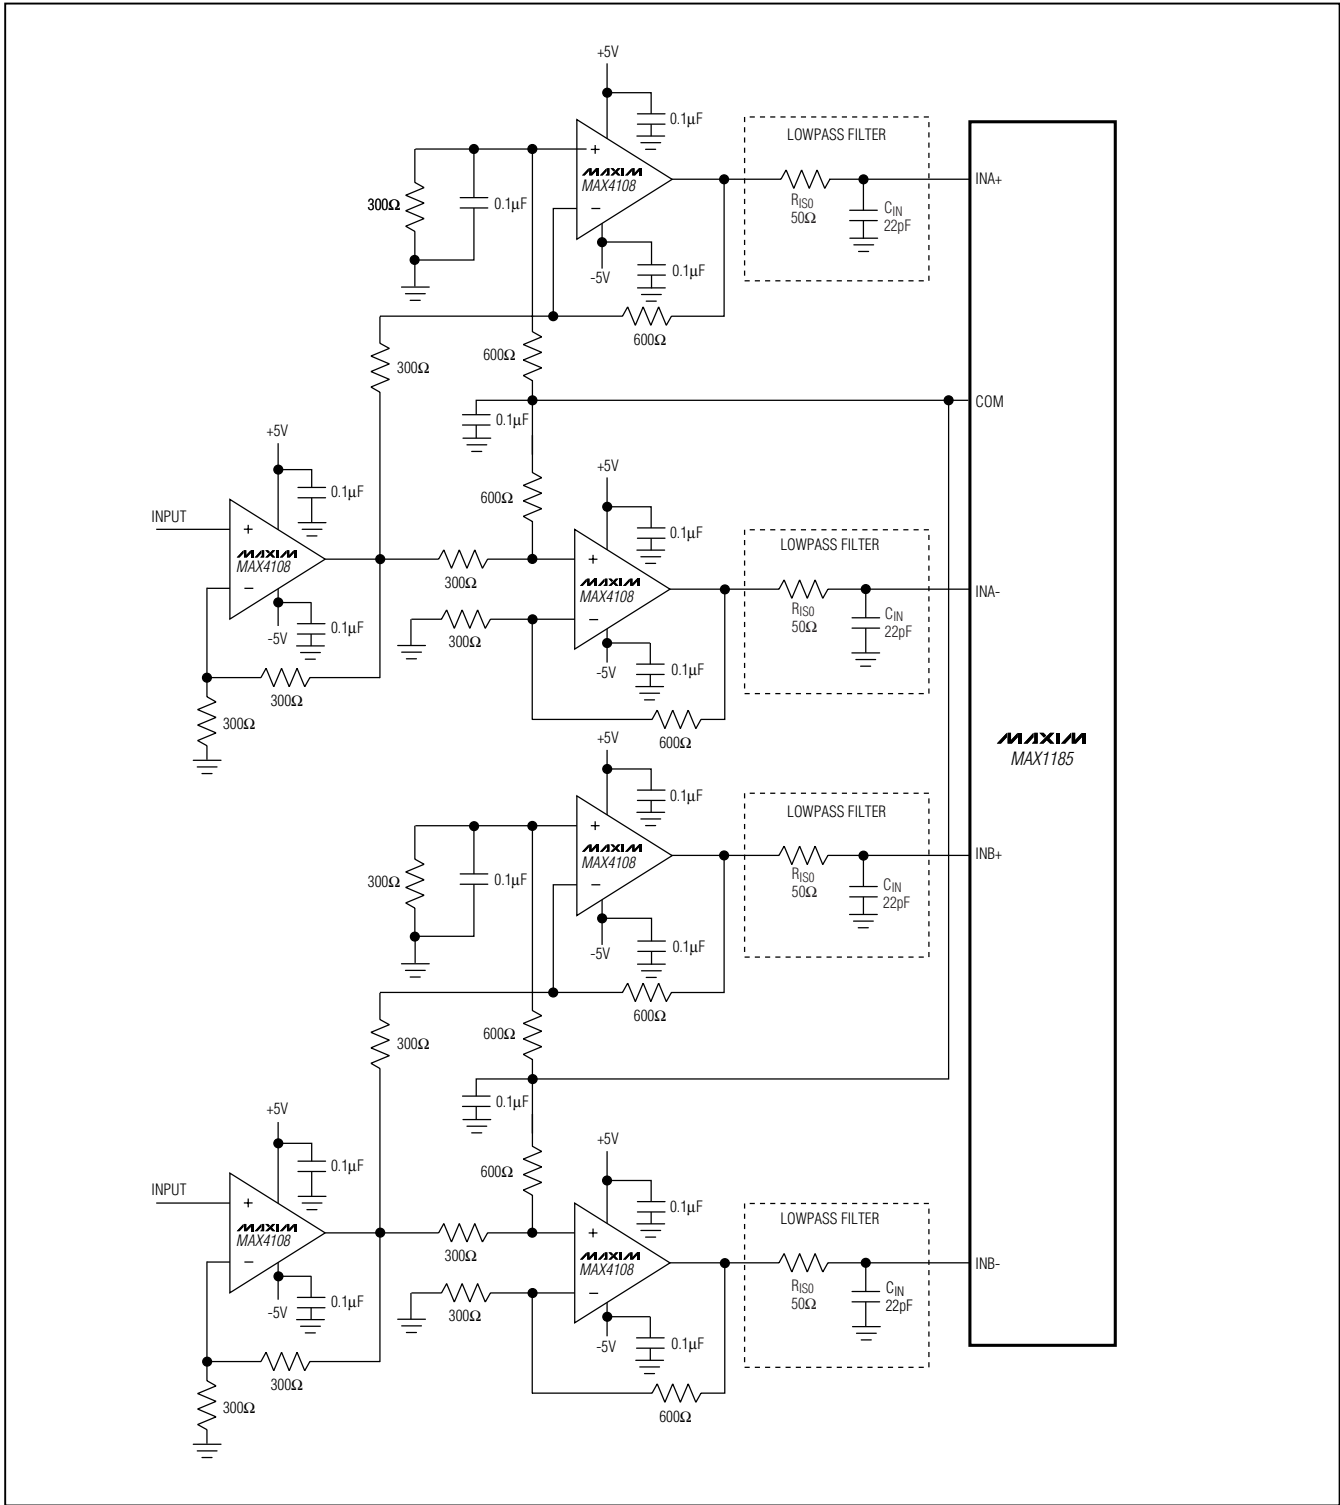 +5V
0.1µF
LOWPASS FILTER
+
MAXIM
MAX4108
INA+
300Ω
0.1µF
RISO
50Ω
CIN
22pF
−
-5V
0.1µF
600Ω
300Ω
600Ω
COM
0.1µF
+5V
+5V
0.1µF
600Ω
0.1µF
LOWPASS FILTER
INPUT
+
MAXIM
MAX4108
−
300Ω
+
MAXIM
MAX4108
−
INA-
RISO
50Ω
CIN
22pF
-5V
0.1µF
300Ω
-5V
0.1µF
300Ω
300Ω
600Ω
MAXIM
MAX1185
+5V
0.1µF
LOWPASS FILTER
+
MAXIM
MAX4108
INB+
300Ω
0.1µF
RISO
50Ω
CIN
22pF
−
-5V
0.1µF
600Ω
300Ω
600Ω
0.1µF
+5V
+5V
0.1µF
600Ω
0.1µF
LOWPASS FILTER
INPUT
+
MAXIM
MAX4108
−
300Ω
+
MAXIM
MAX4108
−
INB-
RISO
50Ω
CIN
22pF
-5V
0.1µF
300Ω
-5V
0.1µF
300Ω
300Ω
600Ω